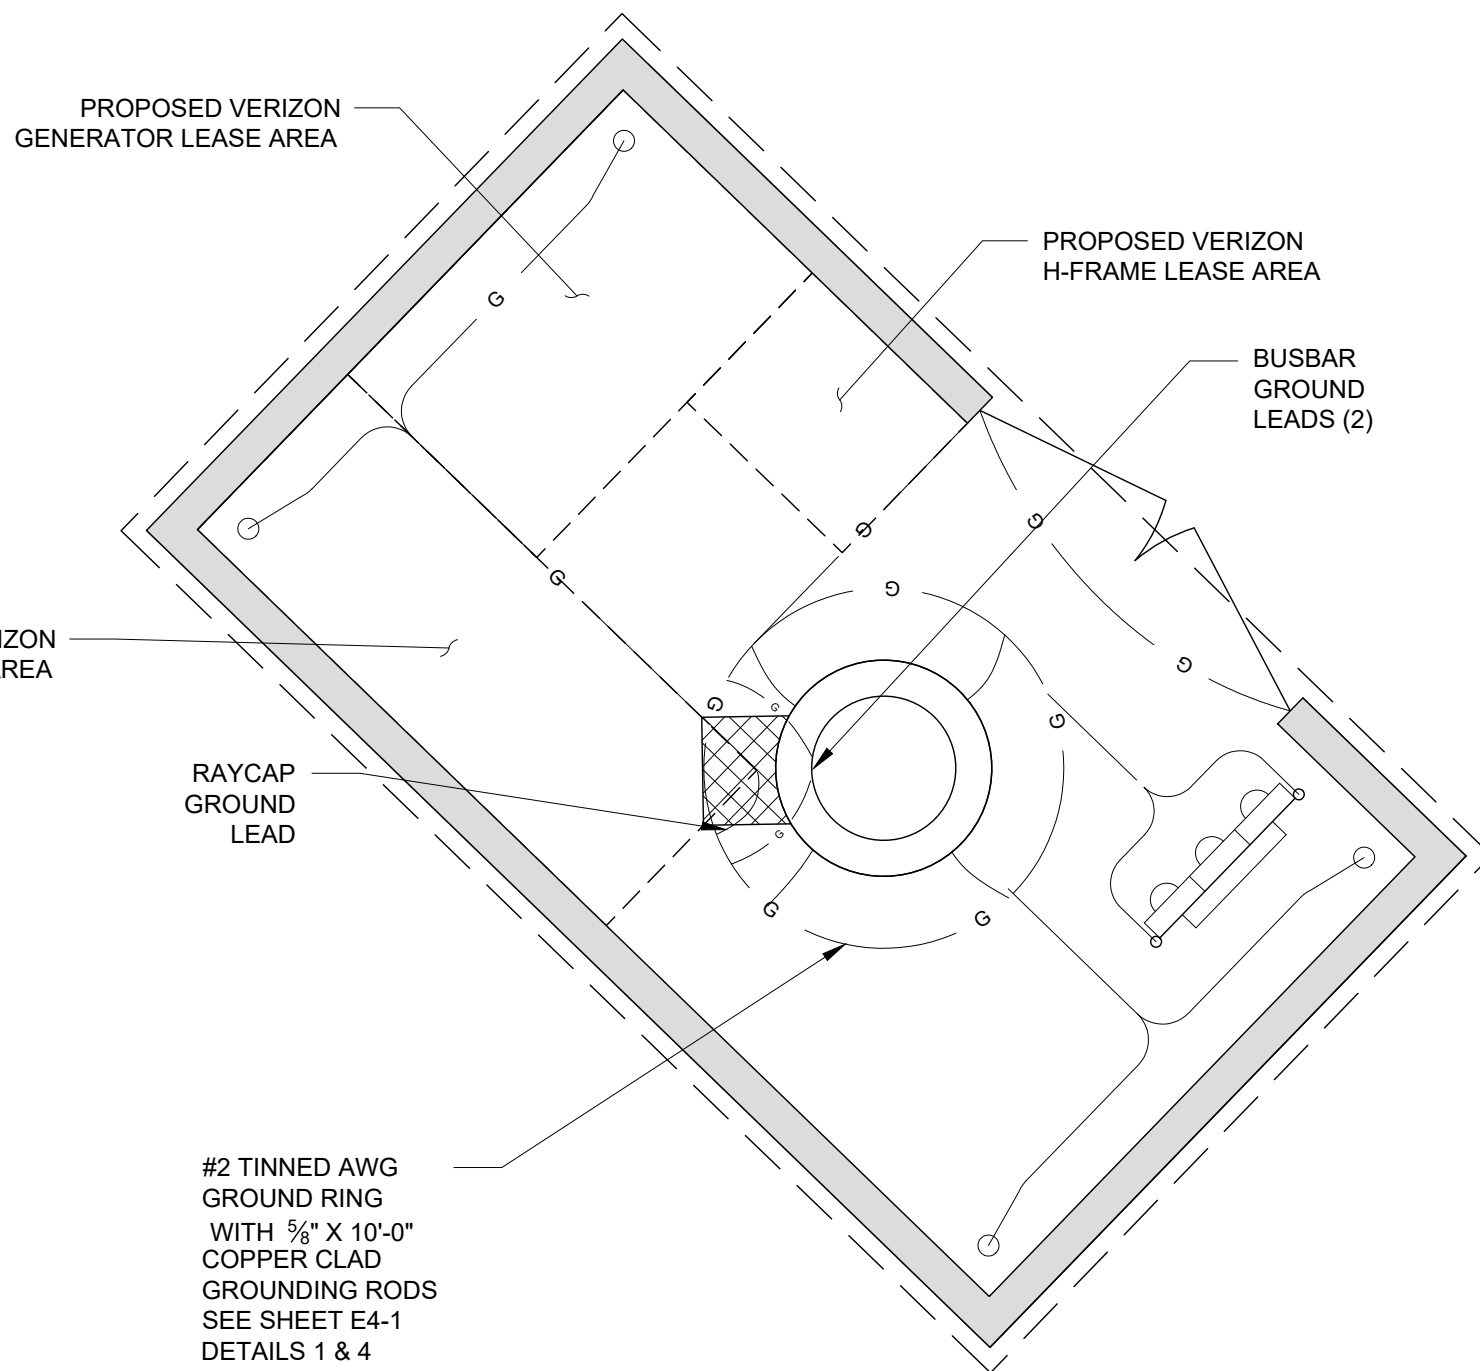 PROPOSED VERIZON
GENERATOR LEASE AREA
PROPOSED VERIZON
H-FRAME LEASE AREA
BUSBAR
GROUND
LEADS (2)
G
G
G
G
G
G
G
G
G
G
G
G
G
IZON
AREA
RAYCAP
GROUND
LEAD
#2 TINNED AWG
GROUND RING
WITH ⅝" X 10'-0"
COPPER CLAD
GROUNDING RODS
SEE SHEET E4-1
DETAILS 1 & 4